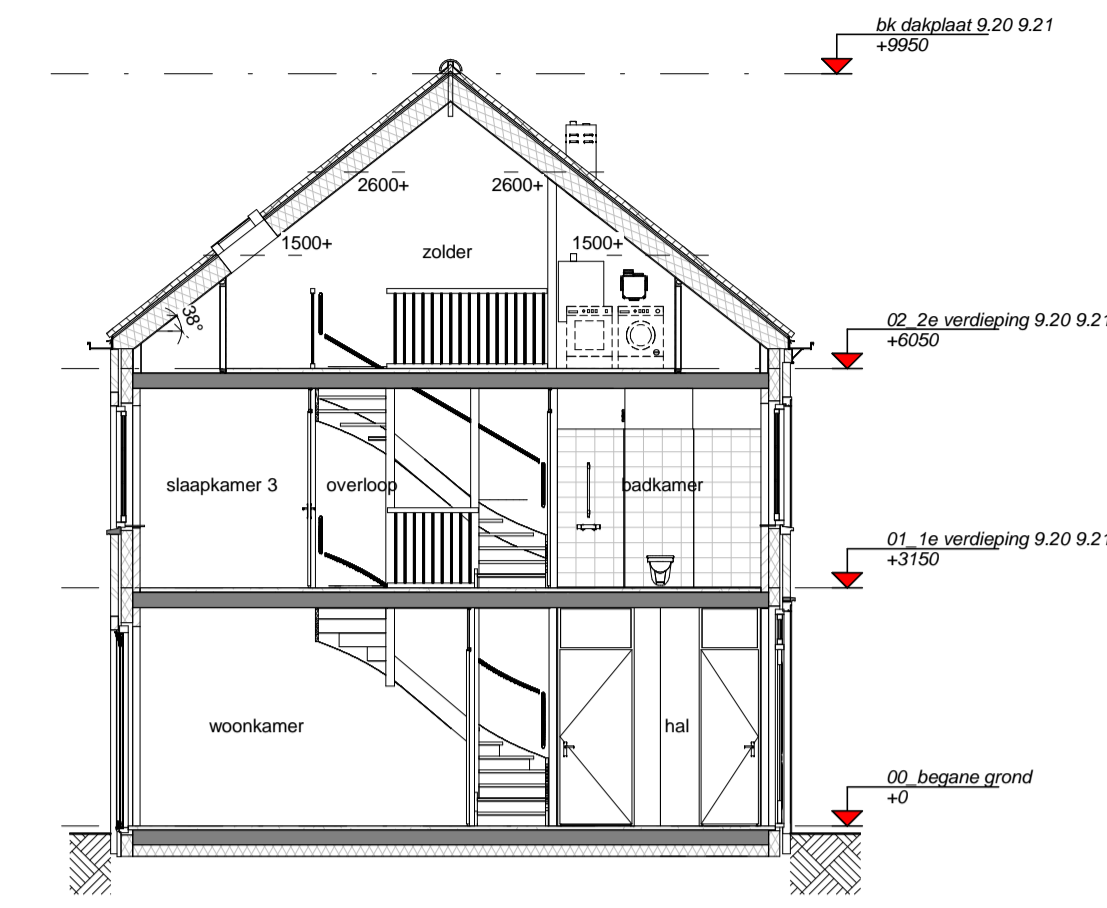 bk dakplaat 9.20 9.21
+9950
2600+ 2600+
1500+ 1500+
zolder
38°
02_2e verdieping 9.20 9.21
+6050
slaapkamer 3 overloop badkamer
01_1e verdieping 9.20 9.21
+3150
woonkamer hal
00_begane grond
+0